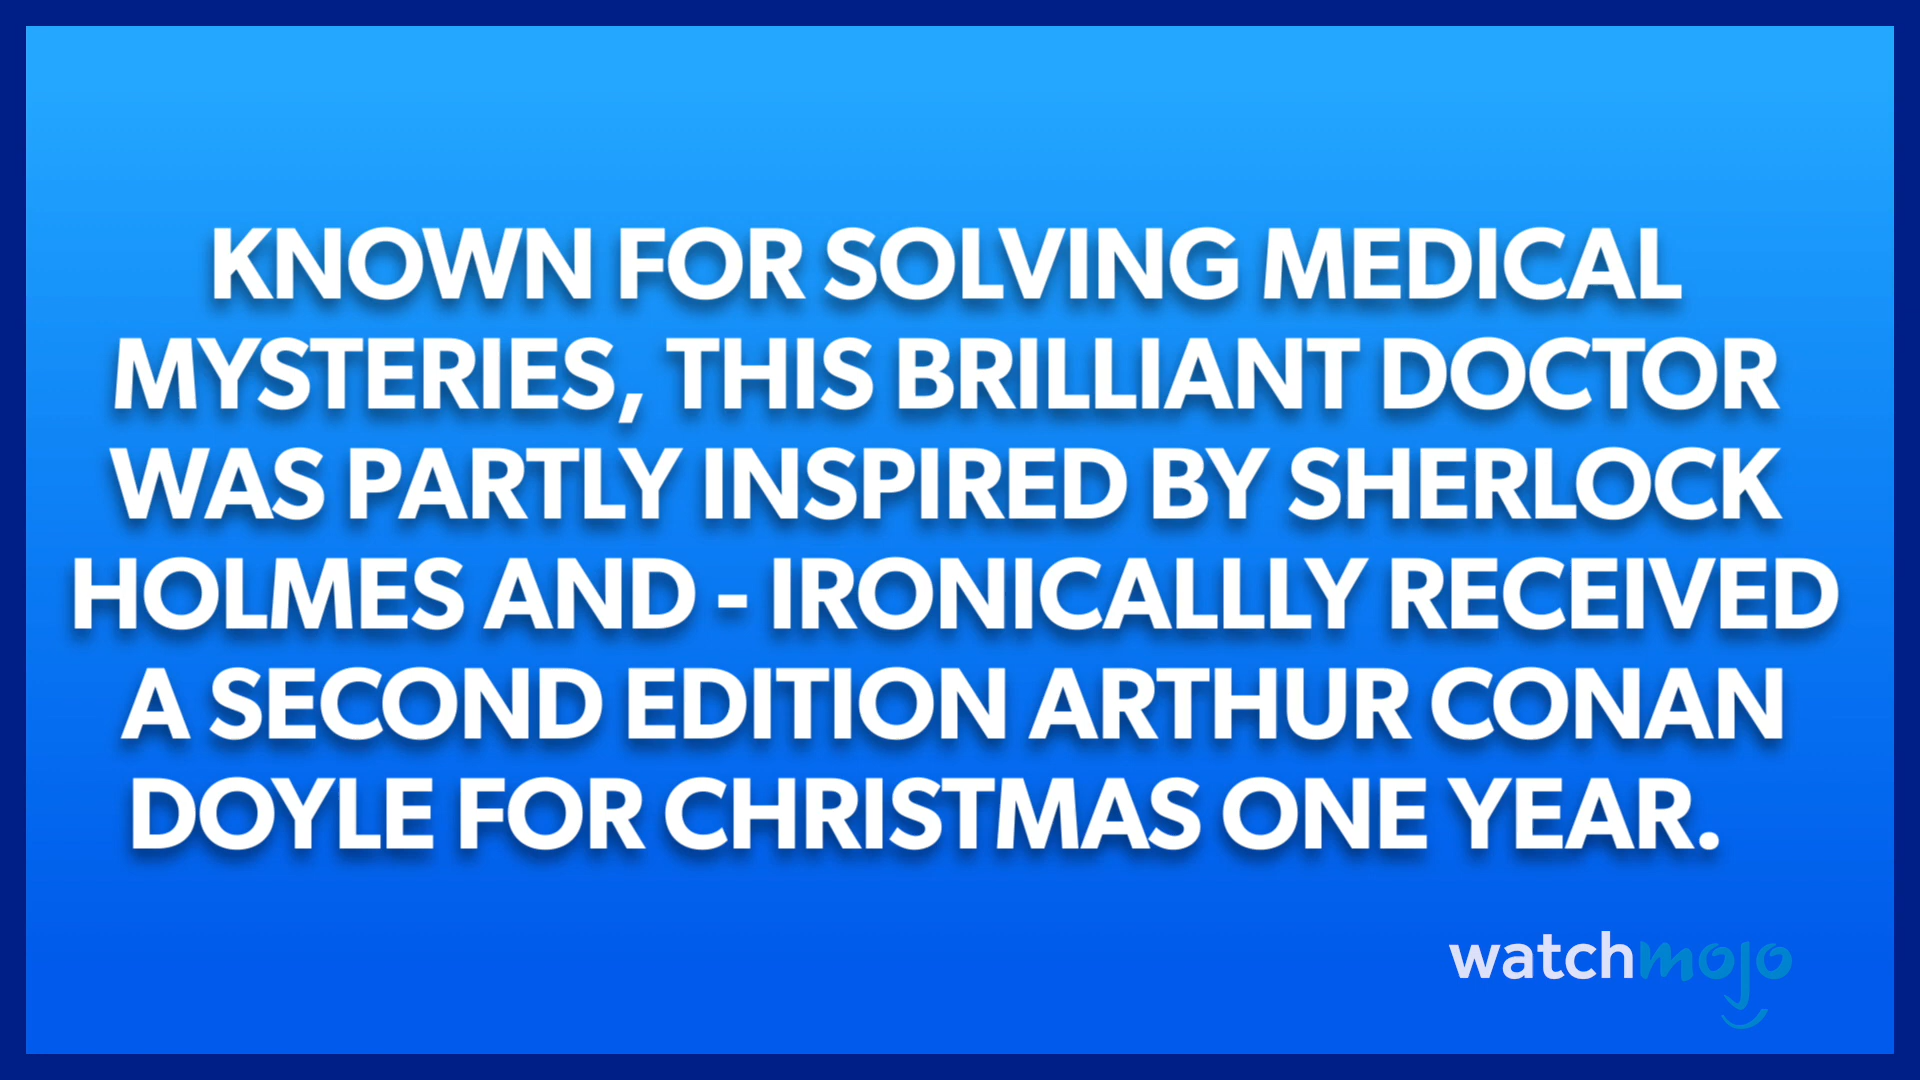 KNOWN FOR SOLVING MEDICAL
MYSTERIES, THIS BRILLIANT DOCTOR
WAS PARTLY INSPIRED BY SHERLOCK
HOLMES AND - IRONICALLLY RECEIVED
A SECOND EDITION ARTHUR CONAN
DOYLE FOR CHRISTMAS ONE YEAR.
watchmojo